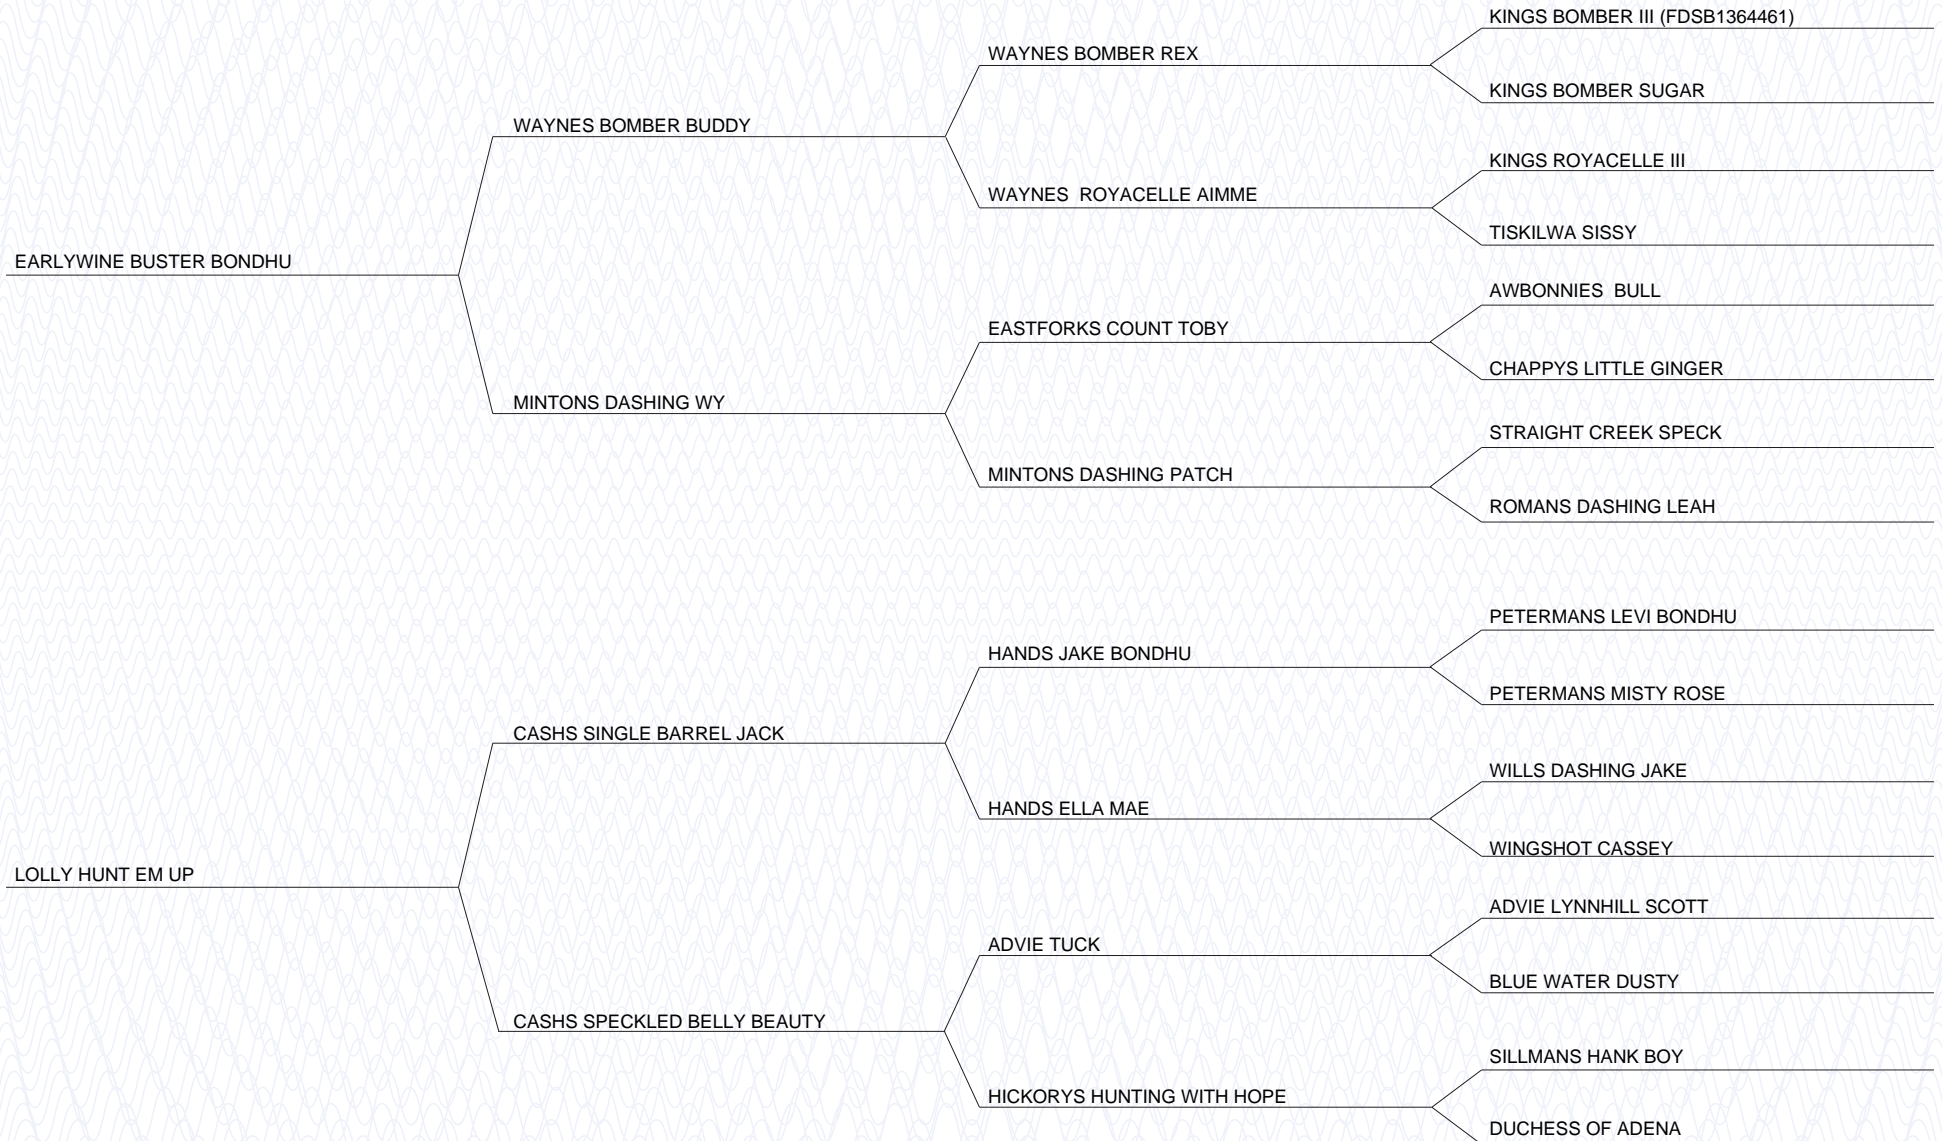 KINGS BOMBER III (FDSB1364461)
WAYNES BOMBER REX
KINGS BOMBER SUGAR
WAYNES BOMBER BUDDY
KINGS ROYACELLE III
WAYNES  ROYACELLE AIMME
TISKILWA SISSY
EARLYWINE BUSTER BONDHU
AWBONNIES  BULL
EASTFORKS COUNT TOBY
CHAPPYS LITTLE GINGER
MINTONS DASHING WY
STRAIGHT CREEK SPECK
MINTONS DASHING PATCH
ROMANS DASHING LEAH
PETERMANS LEVI BONDHU
HANDS JAKE BONDHU
PETERMANS MISTY ROSE
CASHS SINGLE BARREL JACK
WILLS DASHING JAKE
HANDS ELLA MAE
WINGSHOT CASSEY
LOLLY HUNT EM UP
ADVIE LYNNHILL SCOTT
ADVIE TUCK
BLUE WATER DUSTY
CASHS SPECKLED BELLY BEAUTY
SILLMANS HANK BOY
HICKORYS HUNTING WITH HOPE
DUCHESS OF ADENA